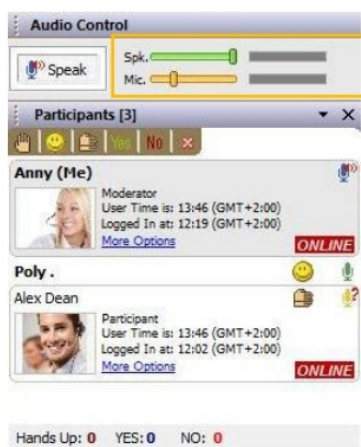 Audio Control
Speak
Spk.
Mic.
Participants [3]
Yes No
Anny (Me)
Moderator
User Time is: 13:46 (GMT+2:00)
Logged In at: 12:19 (GMT+2:00)
More Options
ONLINE
Poly .
Alex Dean
Participant
User Time is: 13:46 (GMT+2:00)
Logged In at: 12:02 (GMT+2:00)
More Options
ONLINE
Hands Up: 0 YES: 0 NO: 0